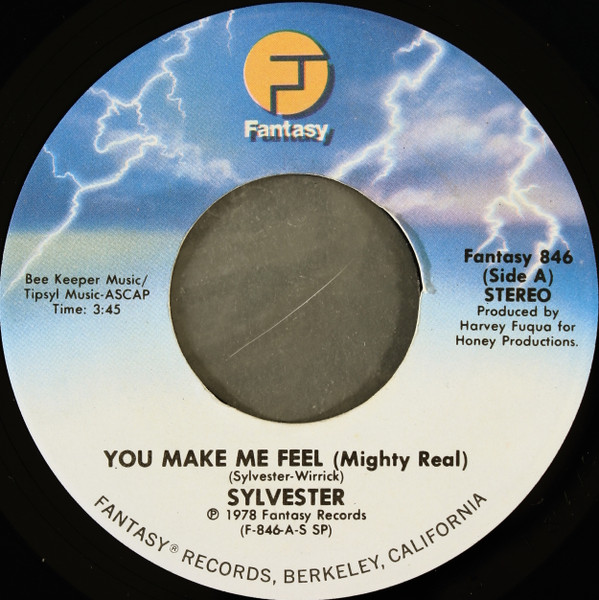 Fantasy
Bee Keeper Music/
Tipsyl Music-ASCAP
Time: 3:45
Fantasy 846
(Side A)
STEREO
Produced by
Harvey Fuqua for
Honey Productions.
YOU MAKE ME FEEL (Mighty Real)
(Sylvester-Wirrick)
SYLVESTER
℗ 1978 Fantasy Records
(F-846-A-S SP)
FANTASY® RECORDS, BERKELEY, CALIFORNIA